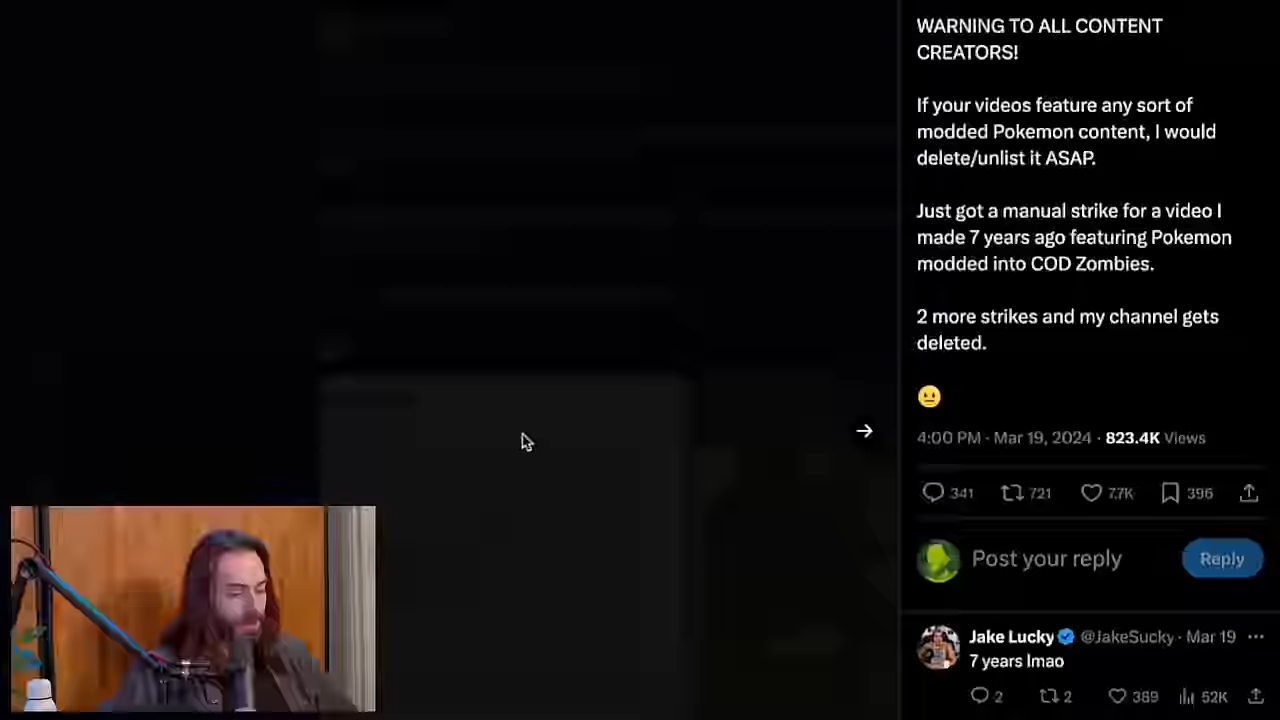 WARNING TO ALL CONTENT
CREATORS!
If your videos feature any sort of
modded Pokemon content, I would
delete/unlist it ASAP.
Just got a manual strike for a video I
made 7 years ago featuring Pokemon
modded into COD Zombies.
2 more strikes and my channel gets
deleted.
😐
4:00 PM · Mar 19, 2024 · 823.4K Views
341 721 7.7K 396
Post your reply Reply
Jake Lucky @JakeSucky · Mar 19 ···
7 years lmao
2 2 389 52K